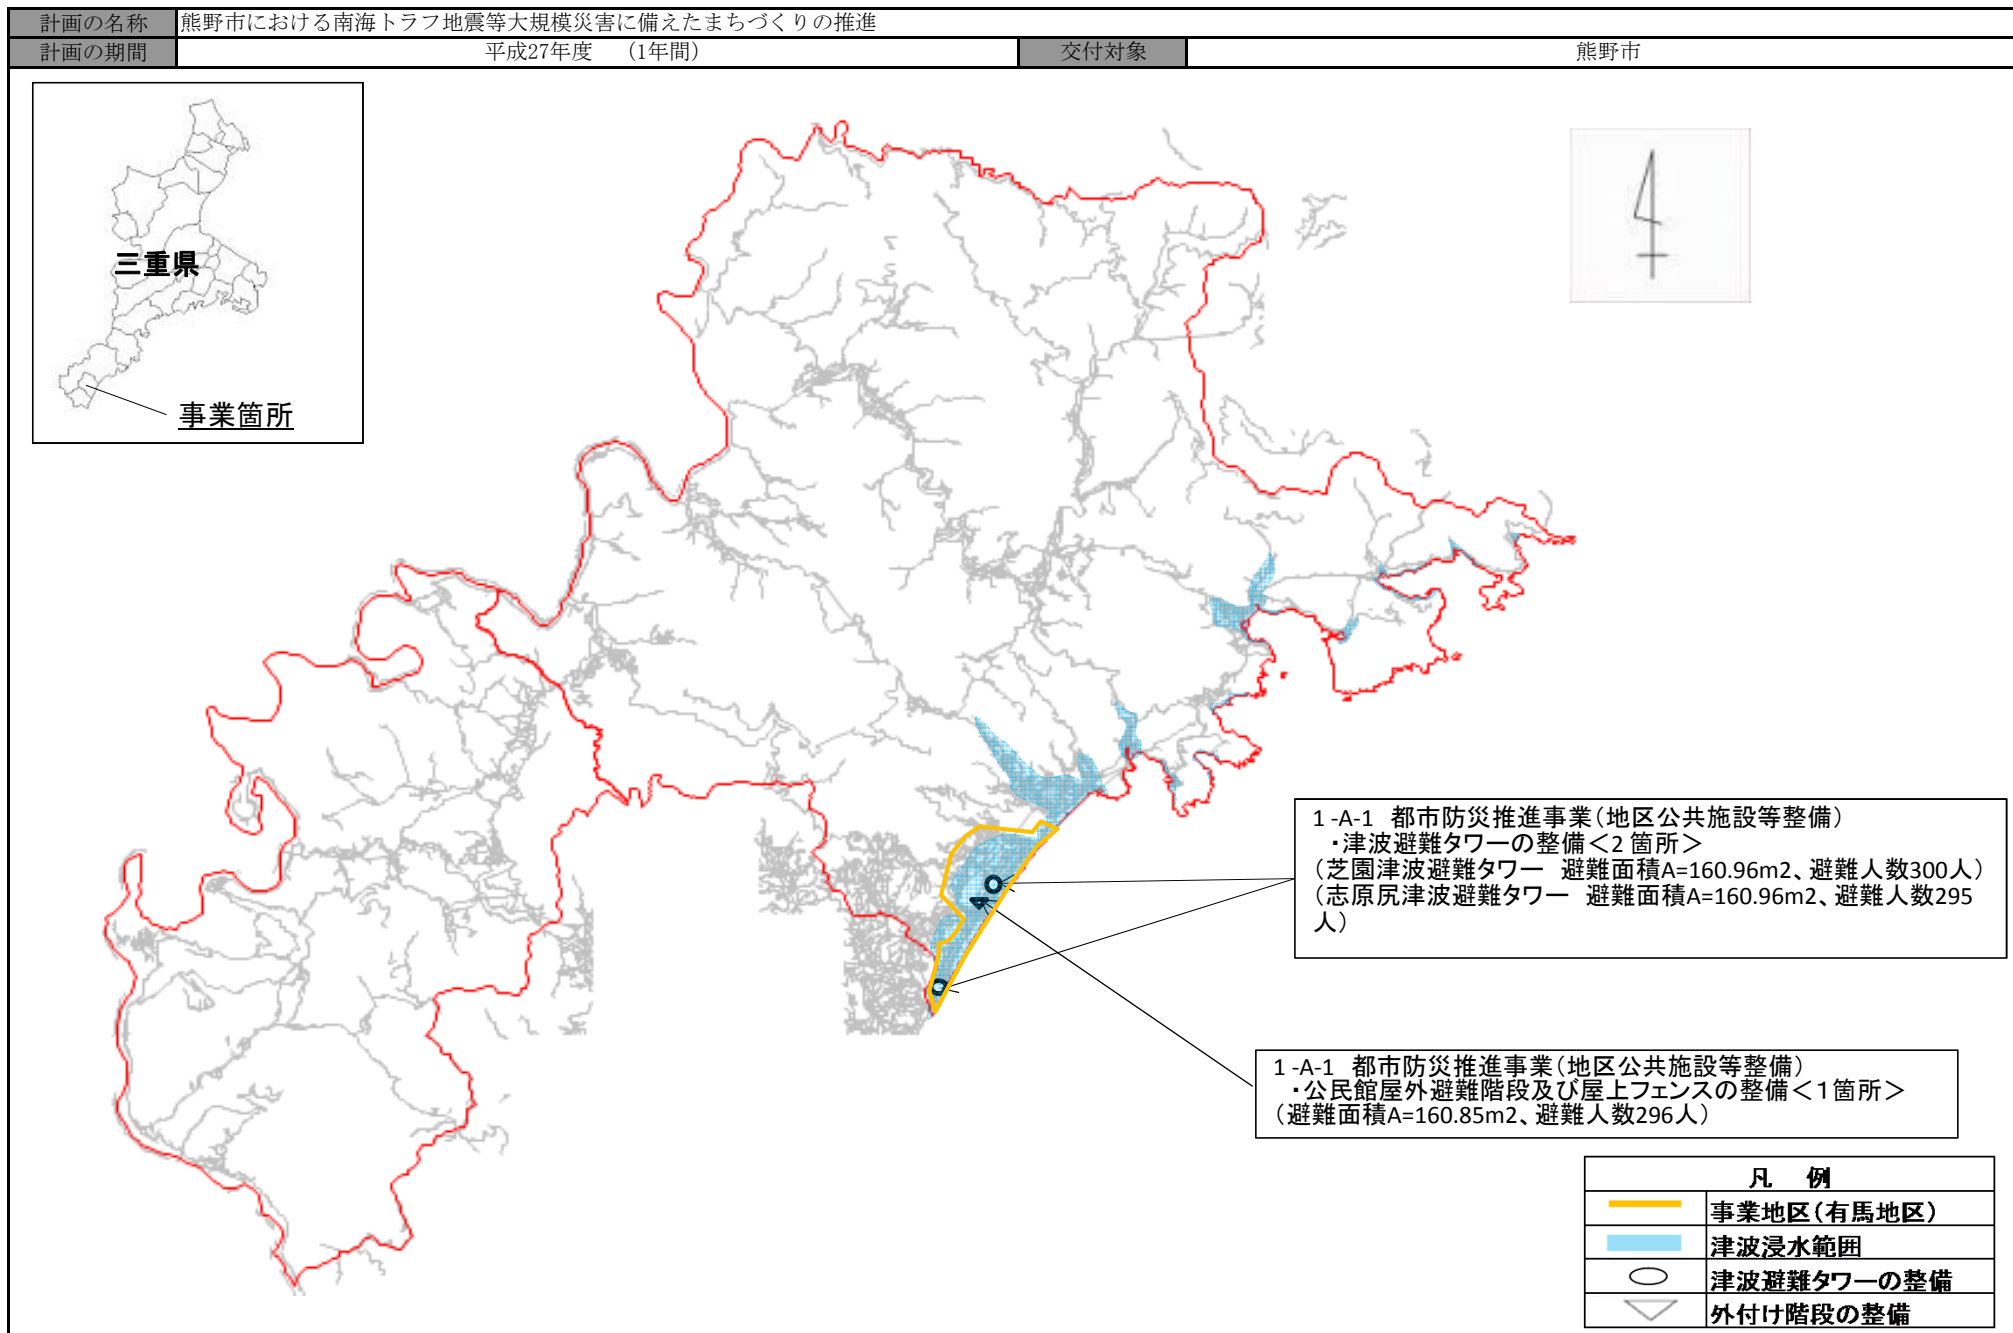 計画の名称 熊野市における南海トラフ地震等大規模災害に備えたまちづくりの推進
計画の期間 平成27年度 (1年間) 交付対象 熊野市
三重県
事業箇所
1-A-1 都市防災推進事業(地区公共施設等整備)
・津波避難タワーの整備<2箇所>
(芝園津波避難タワー 避難面積A=160.96m2、避難人数300人)
(志原尻津波避難タワー 避難面積A=160.96m2、避難人数295
人)
1-A-1 都市防災推進事業(地区公共施設等整備)
・公民館屋外避難階段及び屋上フェンスの整備<1箇所>
(避難面積A=160.85m2、避難人数296人)
凡 例
事業地区(有馬地区)
津波浸水範囲
津波避難タワーの整備
外付け階段の整備